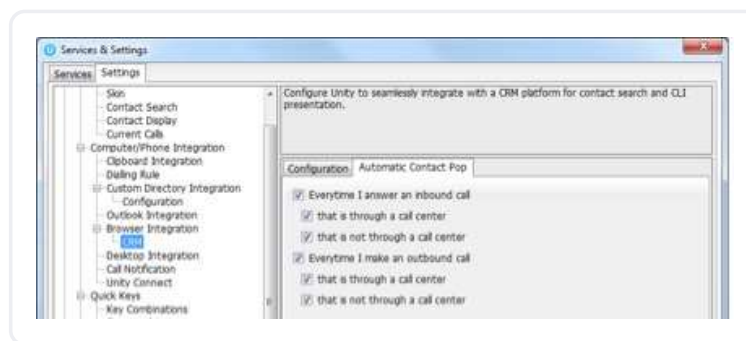 Services & Settings
Services Settings
Skin
Contact Search
Contact Display
Current Calls
Computer/Phone Integration
Clipboard Integration
Dialing Rule
Custom Directory Integration
Configuration
Outlook Integration
Browser Integration
CRM
Desktop Integration
Call Notification
Unity Connect
Quick Keys
Key Combinations
Configure Unity to seamlessly integrate with a CRM platform for contact search and CLI
presentation.
Configuration Automatic Contact Pop
Everytime I answer an inbound call
that is through a call center
that is not through a call center
Everytime I make an outbound call
that is through a call center
that is not through a call center